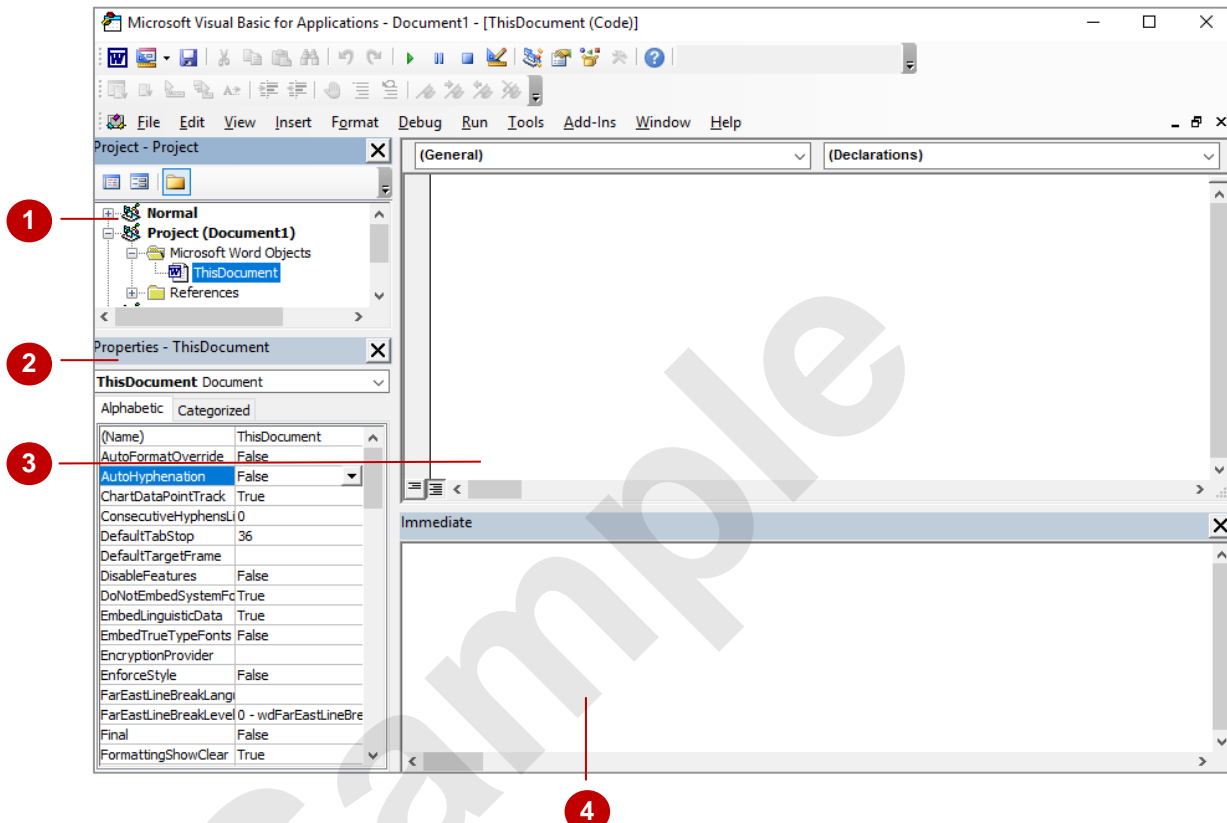 Microsoft Visual Basic for Applications - Document1 - [ThisDocument (Code)]
File Edit View Insert Format Debug Run Tools Add-Ins Window Help
Project - Project
(General)
(Declarations)
1
Normal
Project (Document1)
Microsoft Word Objects
ThisDocument
References
2
Properties - ThisDocument
ThisDocument Document
Alphabetic Categorized
(Name) ThisDocument
AutoFormatOverride False
3
AutoHyphenation False
ChartDataPointTrack True
ConsecutiveHyphensLi 0
DefaultTabStop 36
DefaultTargetFrame
DisableFeatures False
DoNotEmbedSystemFo True
EmbedLinguisticData True
EmbedTrueTypeFonts False
EncryptionProvider
EnforceStyle False
FarEastLineBreakLangu
FarEastLineBreakLevel 0 - wdFarEastLineBre
Final False
FormattingShowClear True
Immediate
4
Sample